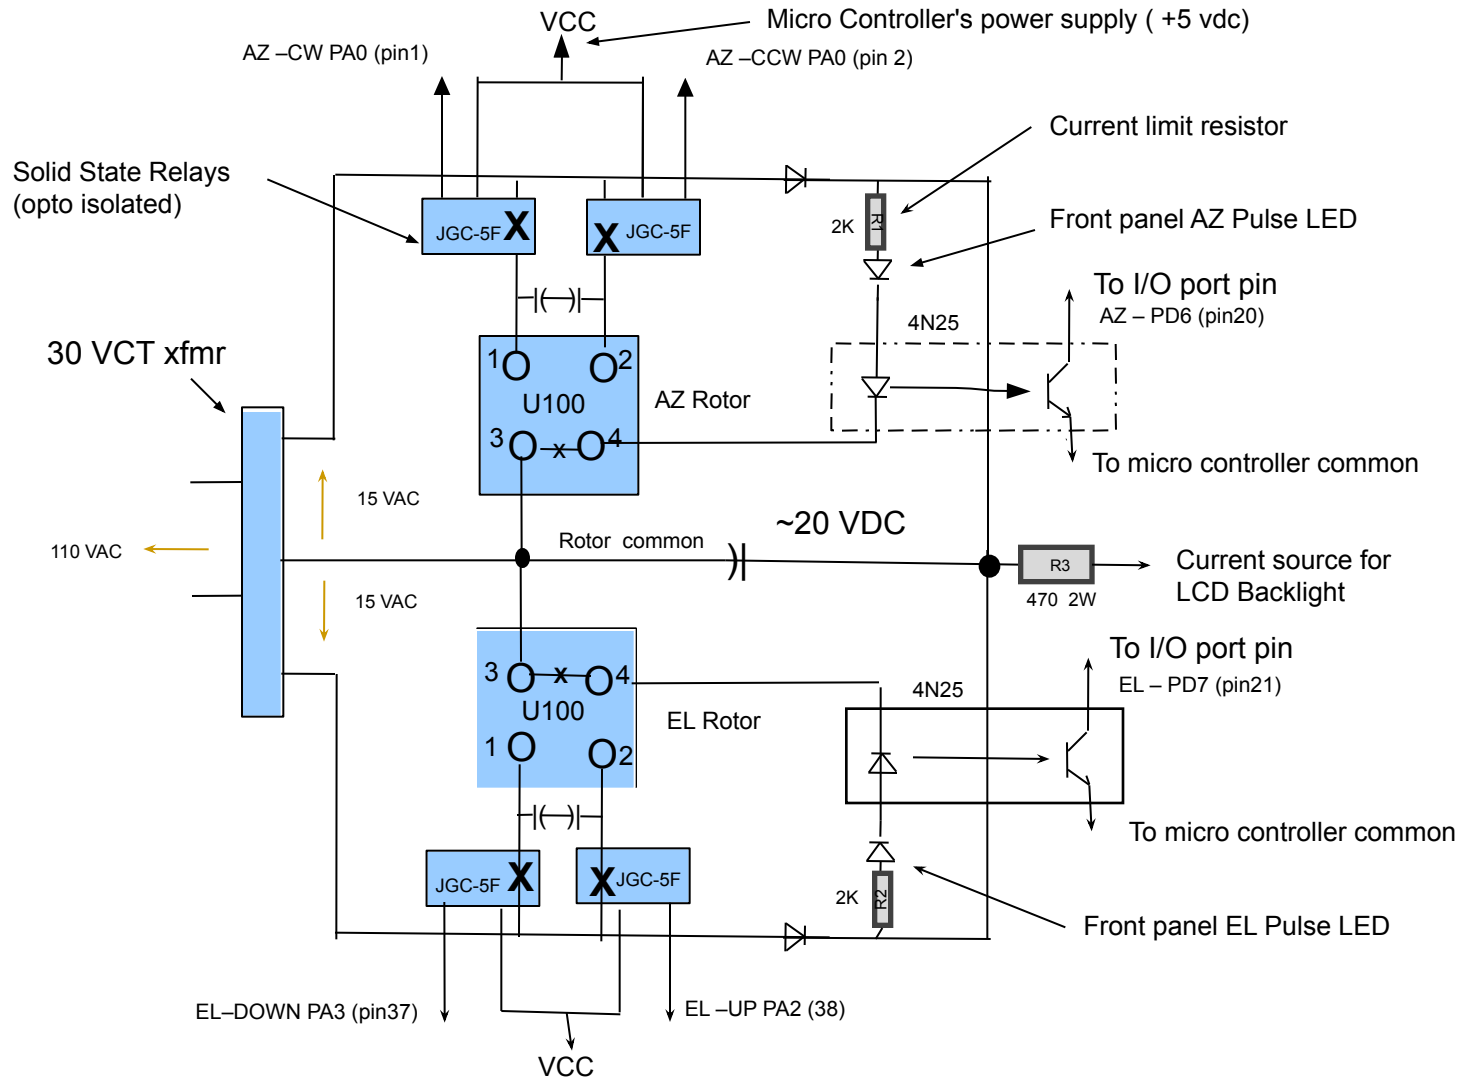 VCC
Micro Controller's power supply ( +5 vdc)
AZ –CW PA0 (pin1)
AZ –CCW PA0 (pin 2)
Current limit resistor
Solid State Relays
(opto isolated)
JGC-5F
X
X
JGC-5F
2K
R1
Front panel AZ Pulse LED
To I/O port pin
AZ – PD6 (pin20)
4N25
30 VCT xfmr
1
2
U100
AZ Rotor
3
x
4
To micro controller common
15 VAC
~20 VDC
110 VAC
Rotor common
R3
Current source for
LCD Backlight
15 VAC
470 2W
To I/O port pin
EL – PD7 (pin21)
4N25
3
x
4
U100
EL Rotor
1
2
To micro controller common
JGC-5F
X
X
JGC-5F
2K
R2
Front panel EL Pulse LED
EL–DOWN PA3 (pin37)
EL –UP PA2 (38)
VCC